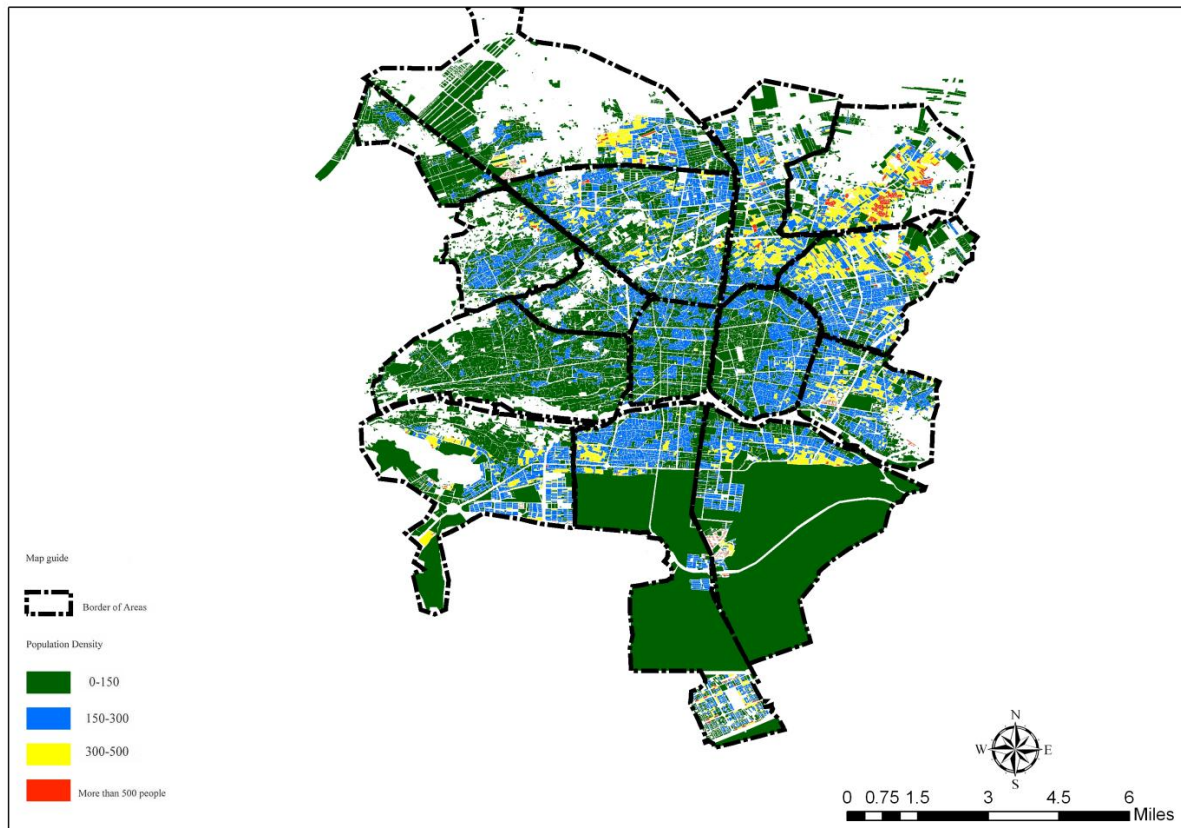 Map guide
Border of Areas
Population Density
0-150
150-300
300-500
More than 500 people
N
W E
S
0 0.75 1.5 3 4.5 6
Miles